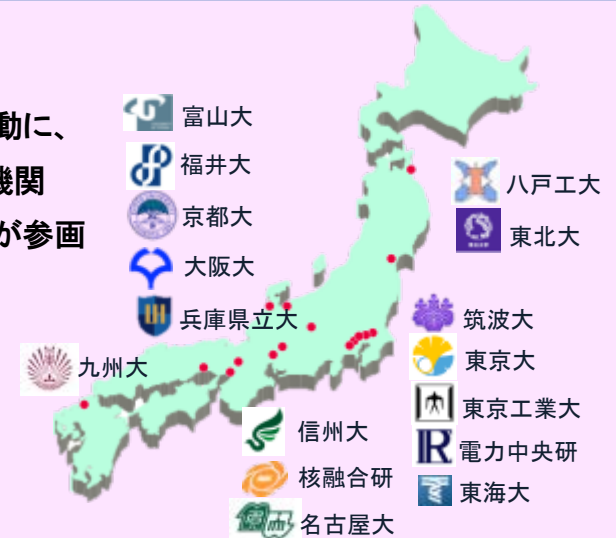 動に、
機関
が参画
富山大
福井大
京都大
大阪大
兵庫県立大
九州大
八戸工大
東北大
筑波大
東京大
東京工業大
電力中央研
東海大
信州大
核融合研
名古屋大